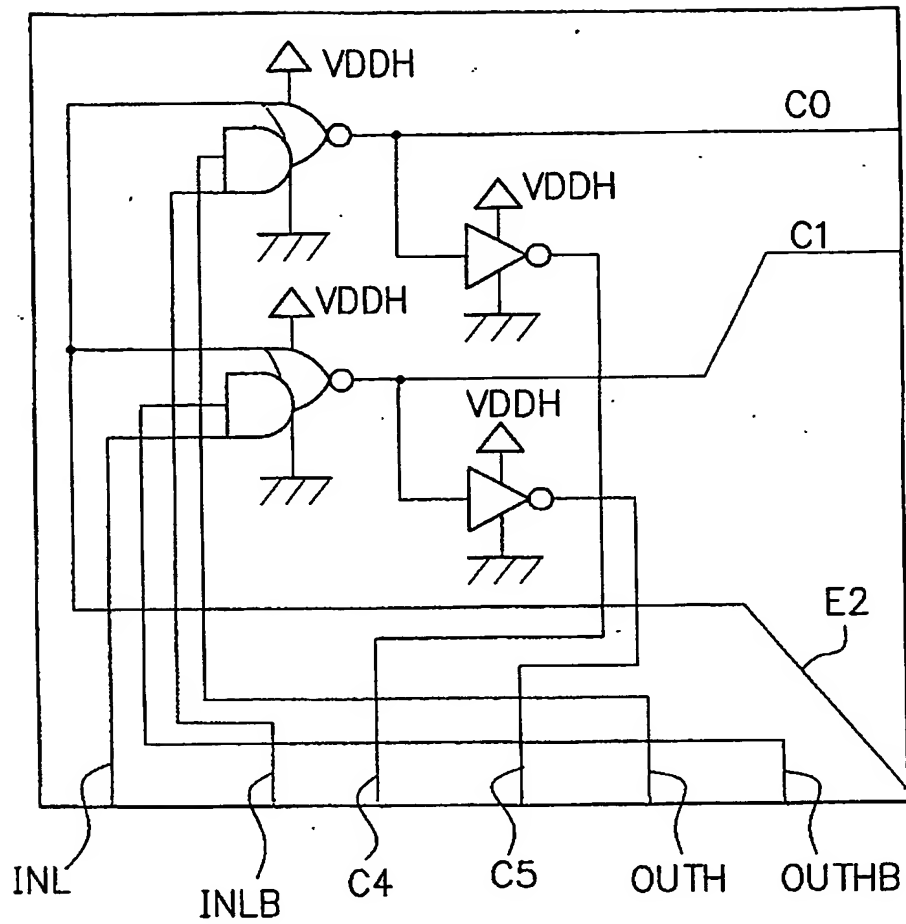 VDDH
C0
VDDH
C1
VDDH
VDDH
E2
INL
INLB
C4
C5
OUTH
OUTHB